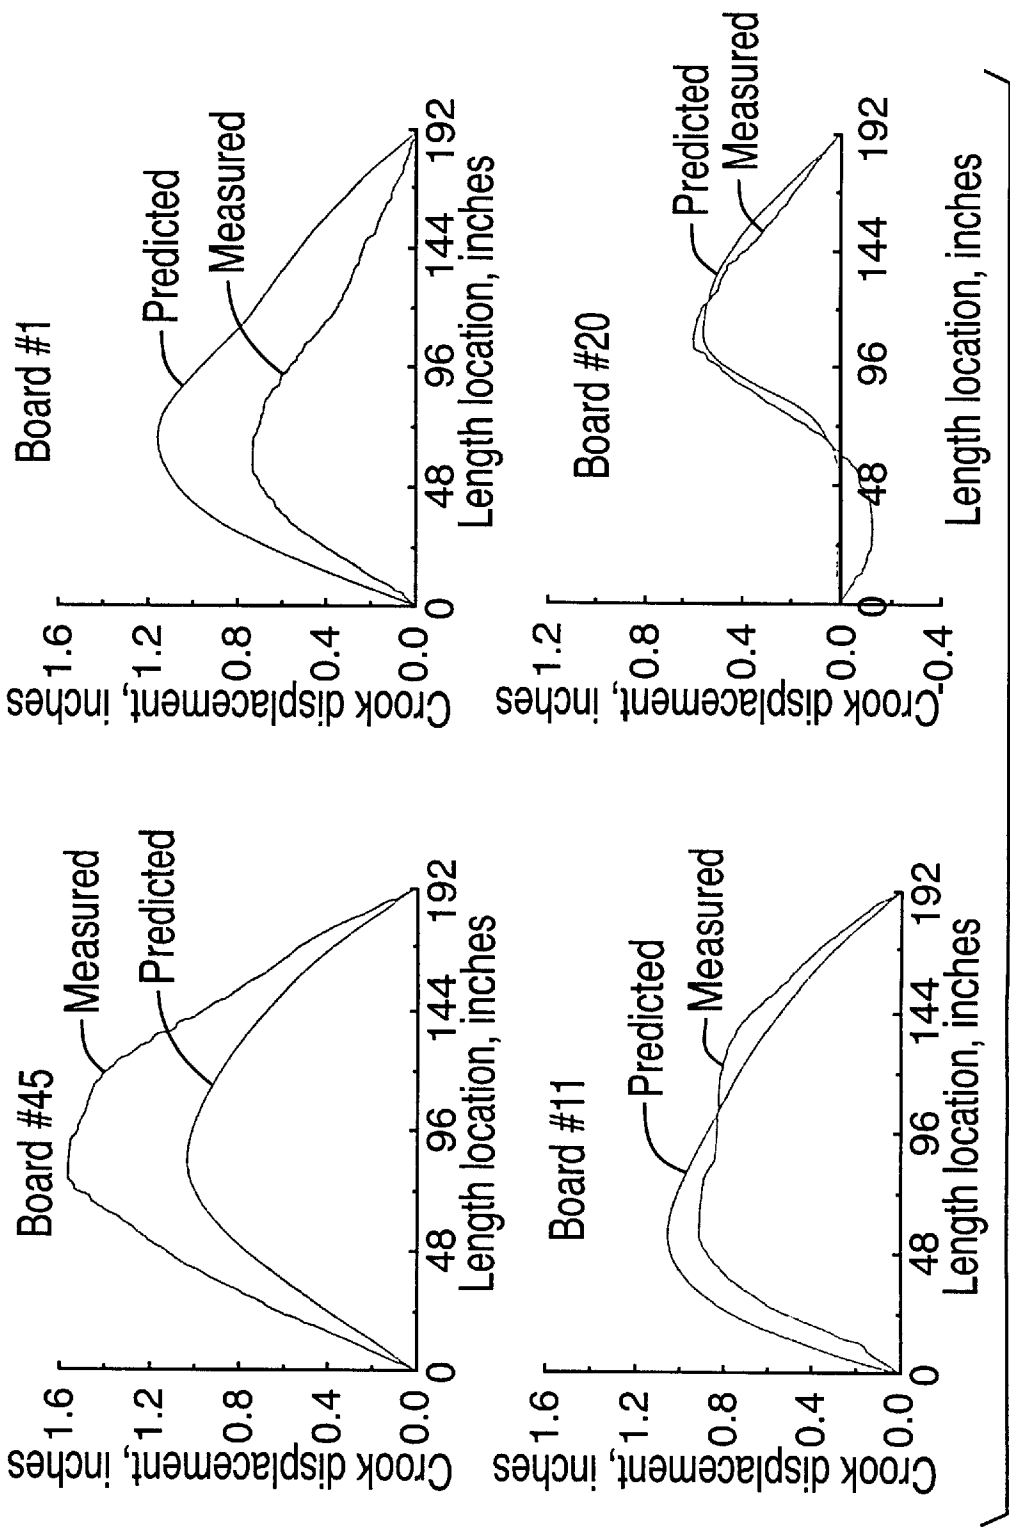 Board #45
Crook displacement, inches
1.6
1.2
0.8
0.4
0.0
Measured
Predicted
0 48 96 144 192
Length location, inches
Board #1
Crook displacement, inches
1.6
1.2
0.8
0.4
0.0
Predicted
Measured
0 48 96 144 192
Length location, inches
Board #11
Crook displacement, inches
1.6
1.2
0.8
0.4
0.0
Predicted
Measured
0 48 96 144 192
Length location, inches
Board #20
Crook displacement, inches
1.2
0.8
0.4
0.0
-0.4
Predicted
Measured
0 48 96 144 192
Length location, inches